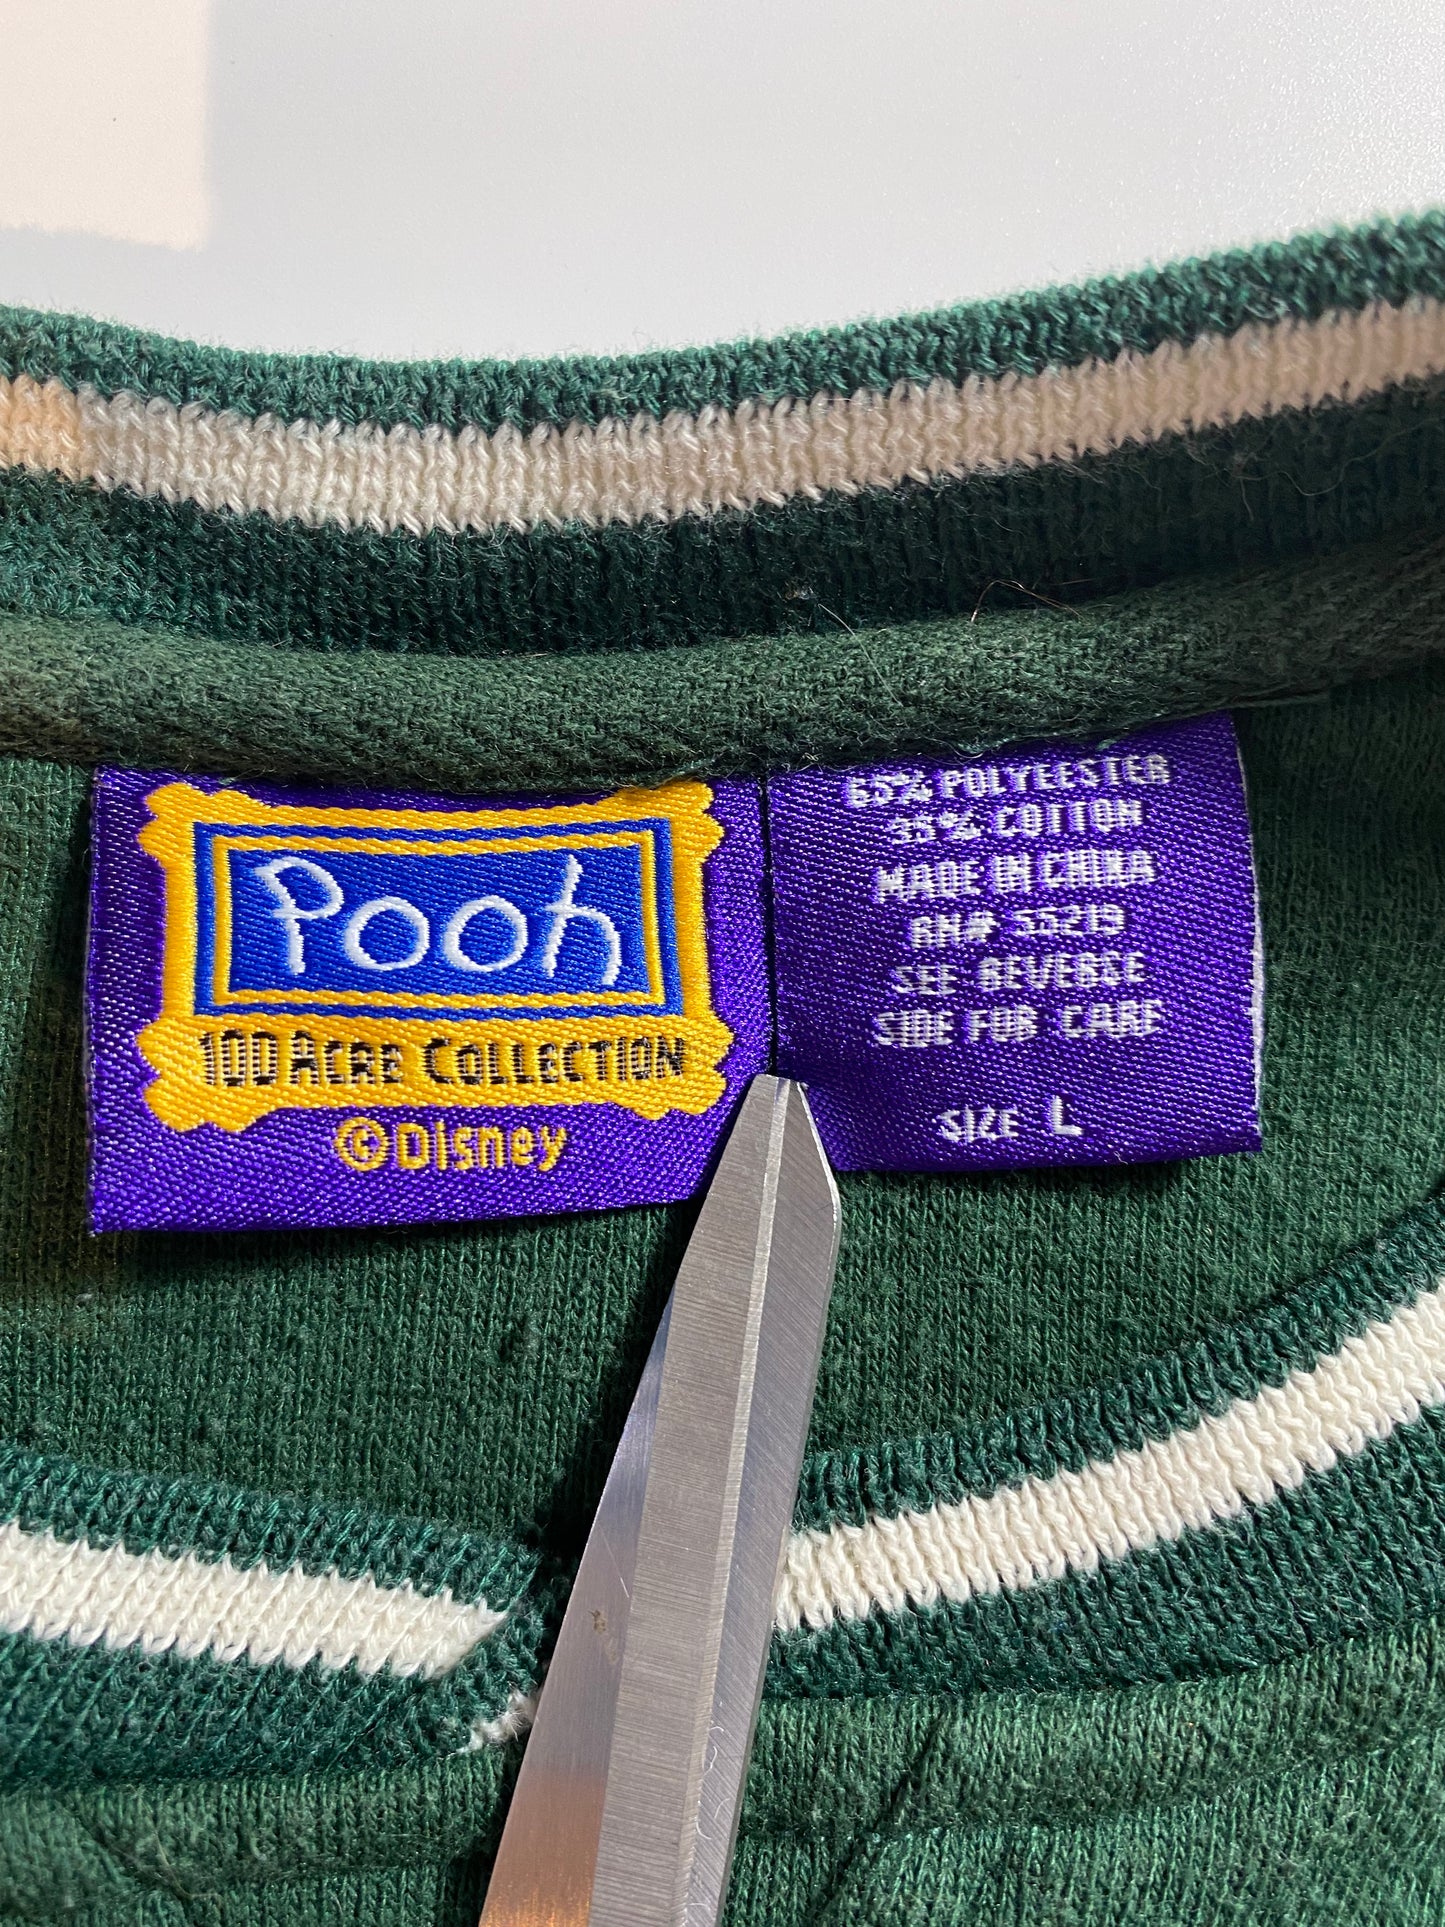 Pooh
100 ACRE COLLECTION
©Disney
65% POLYEESTER
35% COTTON
MADE IN CHINA
RN# 55219
SEE REVERSE
SIDE FOR CARE
SIZE L